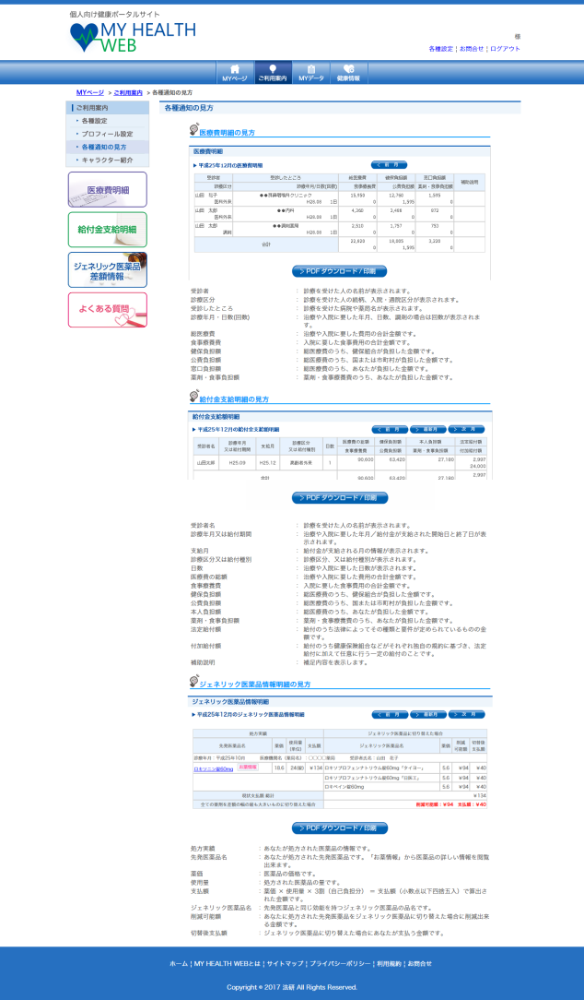 個人向け健康ポータルサイト
MY HEALTH
WEB
様
各種設定 ¦ お問合せ ¦ ログアウト
MYページ
ご利用案内
MYデータ
健康情報
MYページ > ご利用案内 > 各種通知の見方
ご利用案内
・ 各種設定
・ プロフィール設定
・ 各種通知の見方
・ キャラクター紹介
医療費明細
給付金支給明細
ジェネリック医薬品
差額情報
よくある質問
各種通知の見方
医療費明細の見方
医療費明細
▶ 平成25年12月の医療費明細
< 前 月
受診者 受診したところ 総医療費 健保負担額 窓口負担額 補助説明
診療区分 診療年月/日数(回数) 食事療養費 公費負担額 薬剤・食事負担額
山田 花子 ●●耳鼻咽喉科クリニック 15,950 12,760 1,595
医科外来 H28.08 1日 0 1,595 0
山田 太郎 ●●内科 4,360 3,488 872
医科外来 H28.08 1日 0 0 0
山田 太郎 ●●調剤薬局 2,510 1,757 753
調剤 H28.08 1日 0 0 0
合計 22,820 18,005 3,220
0 1,595 0
> PDF ダウンロード / 印刷
受診者 ： 診療を受けた人の名前が表示されます。
診療区分 ： 診療を受けた人の続柄、入院・通院区分が表示されます。
受診したところ ： 診療を受けた病院や薬局名が表示されます。
診療年月・日数(回数) ： 治療や入院に要した年月、日数、調剤の場合は回数が表示されま
す。
総医療費 ： 治療や入院に要した費用の合計金額です。
食事療養費 ： 入院に要した食事費用の合計金額です。
健保負担額 ： 総医療費のうち、健保組合が負担した金額です。
公費負担額 ： 総医療費のうち、国または市町村が負担した金額です。
窓口負担額 ： 総医療費のうち、あなたが負担した金額です。
薬剤・食事負担額 ： 薬剤・食事療養費のうち、あなたが負担した金額です。
給付金支給明細の見方
給付金支給額明細
▶ 平成25年12月の給付金支給額明細
< 前 月 > 最新月 > 次 月
受診者名 診療年月 又は給付期間 支給月 診療区分 又は給付種別 日数 医療費の総額 健保負担額 本人負担額 法定給付額
食事療養費 公費負担額 薬剤・食事負担額 付加給付額
山田太郎 H25.09 H25.12 高齢者外来 1 90,600 63,420 27,180 2,997
24,000
合計 90,600 63,420 27,180 2,997
> PDF ダウンロード / 印刷
受診者名 ： 診療を受けた人の名前が表示されます。
診療年月又は給付期間 ： 治療や入院に要した年月／給付金が支給された開始日と終了日が表
示されます。
支給月 ： 給付金が支給される月の情報が表示されます。
診療区分又は給付種別 ： 診療区分、又は給付種別が表示されます。
日数 ： 治療や入院に要した日数が表示されます。
医療費の総額 ： 治療や入院に要した費用の合計金額です。
食事療養費 ： 入院に要した食事費用の合計金額です。
健保負担額 ： 総医療費のうち、健保組合が負担した金額です。
公費負担額 ： 総医療費のうち、国または市町村が負担した金額です。
本人負担額 ： 総医療費のうち、あなたが負担した金額です。
薬剤・食事負担額 ： 薬剤・食事療養費のうち、あなたが負担した金額です。
法定給付額 ： 給付のうち法律によってその種類と要件が定められているものの金
額です。
付加給付額 ： 給付のうち健康保険組合などがそれぞれ独自の規約に基づき、法定
給付に加えて任意に行う一定の給付のことです。
補助説明 ： 補足内容を表示します。
ジェネリック医薬品情報明細の見方
ジェネリック医薬品情報明細
▶ 平成25年12月のジェネリック医薬品情報明細
< 前 月 > 最新月 > 次 月
処方実績 ジェネリック医薬品に切り替えた場合
先発医薬品名 薬価 使用量 (単位) 支払額 ジェネリック医薬品名 薬価 削減 可能額 切替後 支払額
診療年月：平成25年10月 医療機関名（薬局名）：〇〇〇〇薬局 受診者氏名：山田 花子
ロキソニン錠60mg お薬情報 18.6 24(錠) ￥134 ロキソプロフェンナトリウム錠60mg「タイヨー」 5.6 ￥94 ￥40
ロキソプロフェンナトリウム錠60mg「日医工」 5.6 ￥94 ￥40
ロキペイン錠60mg 5.6 ￥94 ￥40
現状支払額 総計 ￥134
全ての薬剤を差額の幅の最も大きいものに切り替えた場合 削減可能額：￥94 支払額：￥40
> PDF ダウンロード / 印刷
処方実績 ： あなたが処方された医薬品の情報です。
先発医薬品名 ： あなたが処方された先発医薬品です。「お薬情報」から医薬品の詳しい情報を閲覧
出来ます。
薬価 ： 医薬品の価格です。
使用量 ： 処方された医薬品の量です。
支払額 ： 薬価 × 使用量 × 3割（自己負担分） ＝ 支払額（小数点以下四捨五入）で算出さ
れた金額です。
ジェネリック医薬品名 ： 先発医薬品と同じ効能を持つジェネリック医薬品の品名です。
削減可能額 ： あなたに処方された先発医薬品をジェネリック医薬品に切り替えた場合に削減出来
る金額です。
切替後支払額 ： ジェネリック医薬品に切り替えた場合にあなたが支払う金額です。
ホーム ¦ MY HEALTH WEBとは ¦ サイトマップ ¦ プライバシーポリシー ¦ 利用規約 ¦ お問合せ
Copyright © 2017 法研 All Rights Reserved.